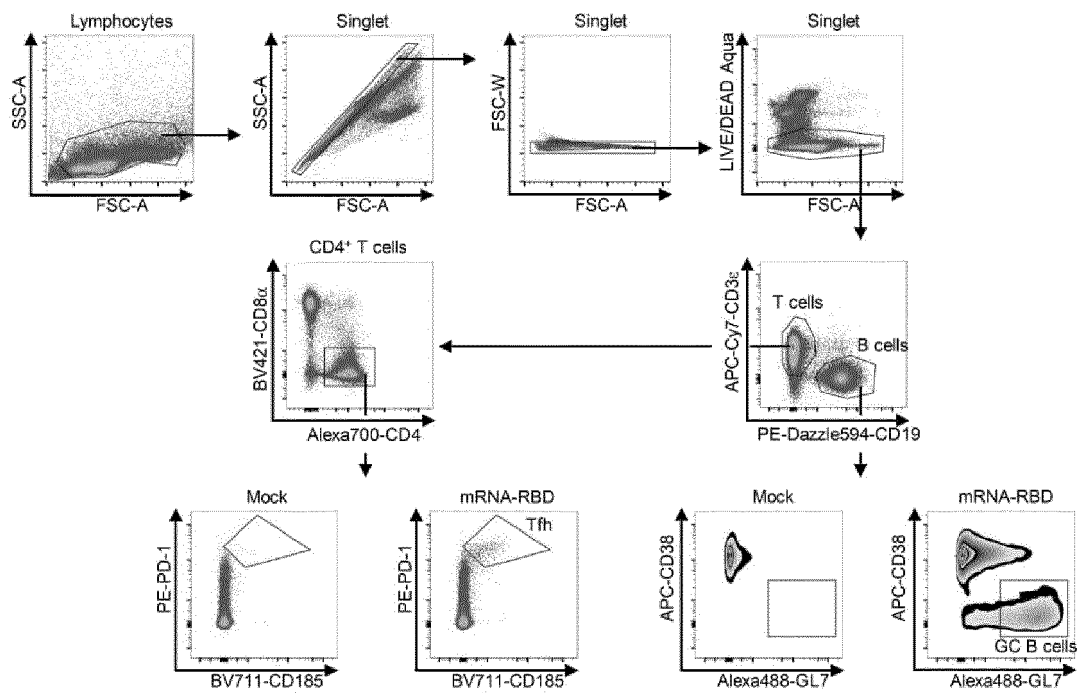 Lymphocytes
Singlet
Singlet
Singlet
SSC-A
SSC-A
FSC-W
LIVE/DEAD Aqua
FSC-A
FSC-A
FSC-A
FSC-A
CD4⁺ T cells
BV421-CD8α
Alexa700-CD4
APC-Cy7-CD3ε
T cells
B cells
PE-Dazzle594-CD19
Mock
mRNA-RBD
Mock
mRNA-RBD
PE-PD-1
PE-PD-1
Tfh
APC-CD38
APC-CD38
GC B cells
BV711-CD185
BV711-CD185
Alexa488-GL7
Alexa488-GL7